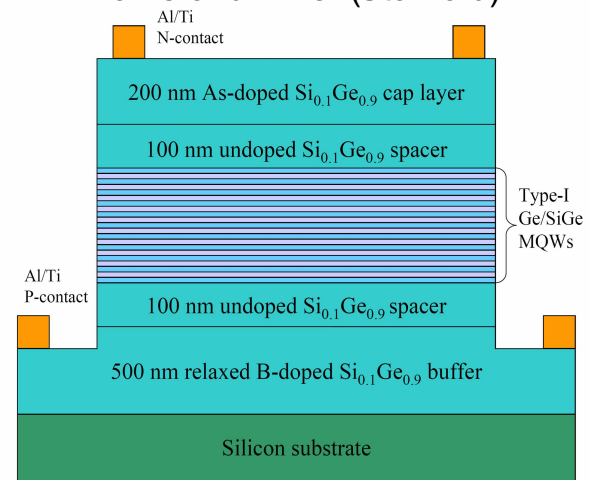 Al/Ti
N-contact
200 nm As-doped Si0.1Ge0.9 cap layer
100 nm undoped Si0.1Ge0.9 spacer
Type-I
Ge/SiGe
MQWs
Al/Ti
P-contact
100 nm undoped Si0.1Ge0.9 spacer
500 nm relaxed B-doped Si0.1Ge0.9 buffer
Silicon substrate